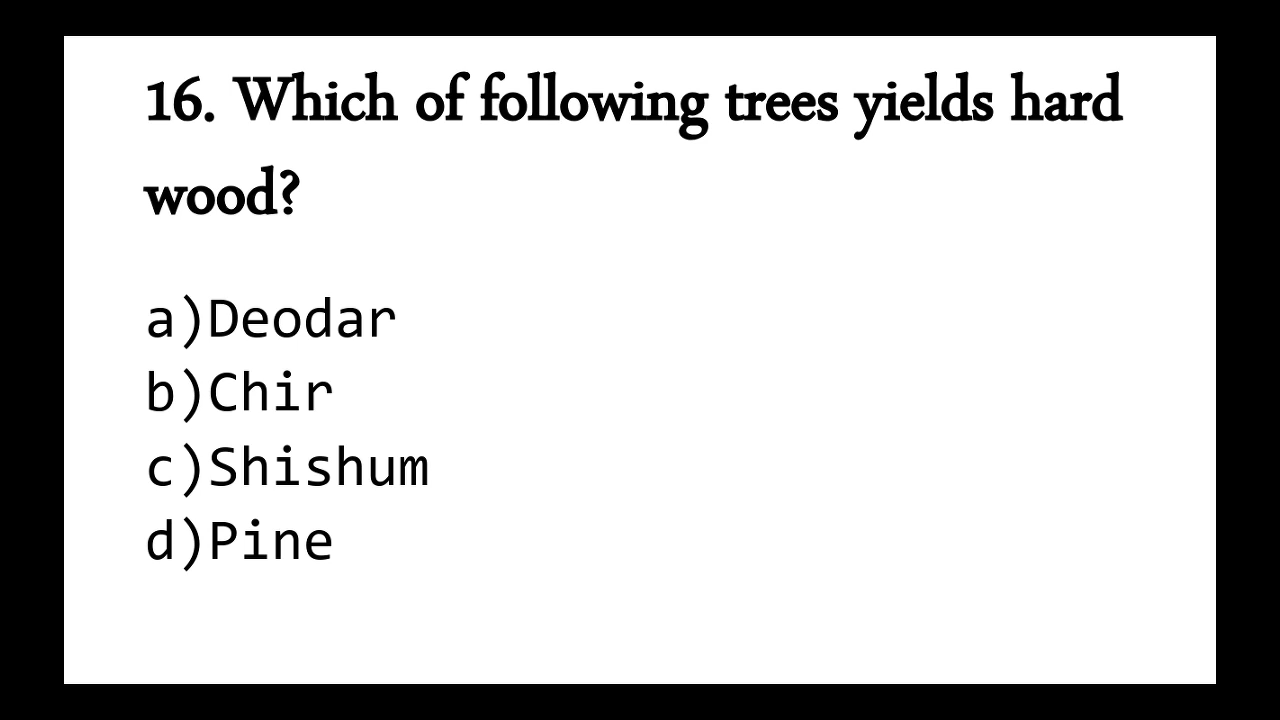 16. Which of following trees yields hard
wood?
a)Deodar
b)Chir
c)Shishum
d)Pine